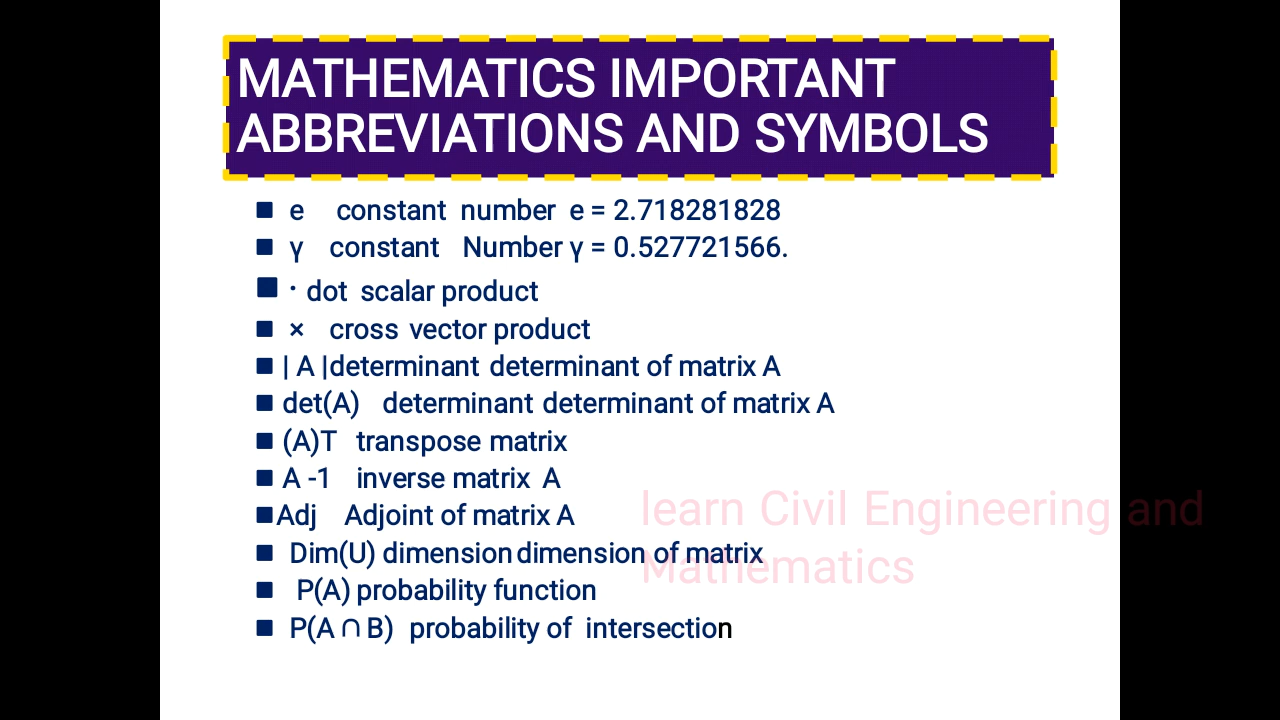 MATHEMATICS IMPORTANT
ABBREVIATIONS AND SYMBOLS
■ e constant number e = 2.718281828
■ γ constant Number γ = 0.527721566.
■ · dot scalar product
■ × cross vector product
■ | A |determinant determinant of matrix A
■ det(A) determinant determinant of matrix A
■ (A)T transpose matrix
■ A -1 inverse matrix A
■Adj Adjoint of matrix A
■ Dim(U) dimension dimension of matrix
■ P(A) probability function
■ P(A ∩ B) probability of intersection
learn Civil Engineering and
Mathematics